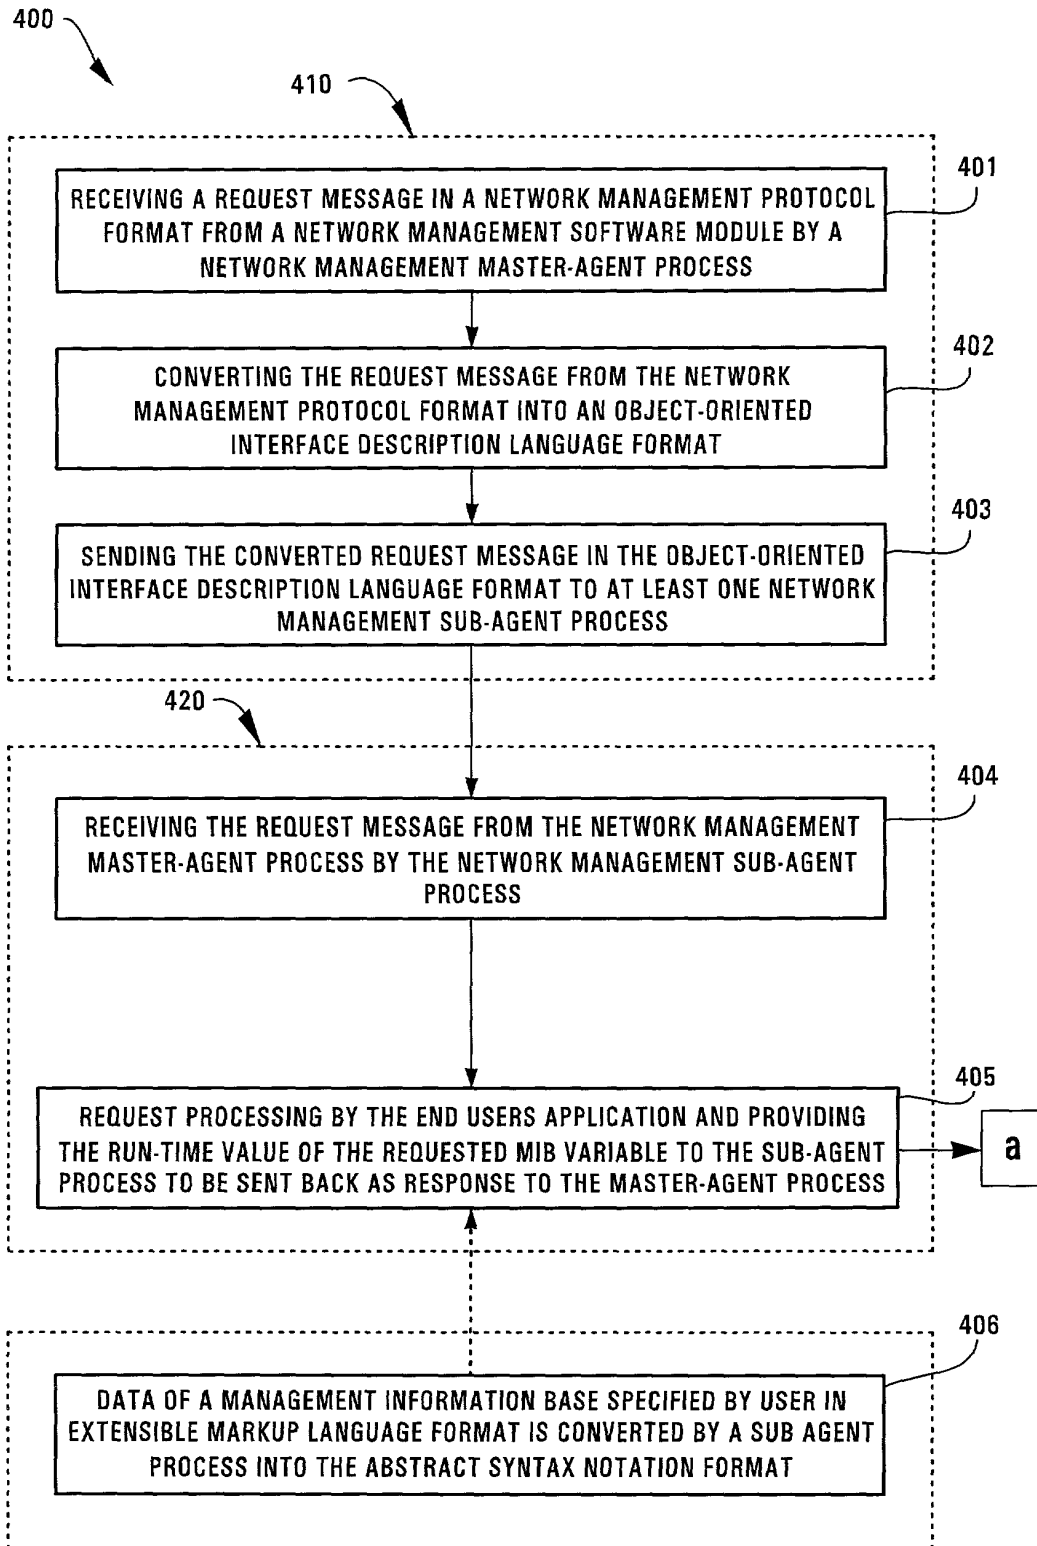 400
410
401
RECEIVING A REQUEST MESSAGE IN A NETWORK MANAGEMENT PROTOCOL
FORMAT FROM A NETWORK MANAGEMENT SOFTWARE MODULE BY A
NETWORK MANAGEMENT MASTER-AGENT PROCESS
402
CONVERTING THE REQUEST MESSAGE FROM THE NETWORK
MANAGEMENT PROTOCOL FORMAT INTO AN OBJECT-ORIENTED
INTERFACE DESCRIPTION LANGUAGE FORMAT
403
SENDING THE CONVERTED REQUEST MESSAGE IN THE OBJECT-ORIENTED
INTERFACE DESCRIPTION LANGUAGE FORMAT TO AT LEAST ONE NETWORK
MANAGEMENT SUB-AGENT PROCESS
420
404
RECEIVING THE REQUEST MESSAGE FROM THE NETWORK MANAGEMENT
MASTER-AGENT PROCESS BY THE NETWORK MANAGEMENT SUB-AGENT
PROCESS
405
REQUEST PROCESSING BY THE END USERS APPLICATION AND PROVIDING
THE RUN-TIME VALUE OF THE REQUESTED MIB VARIABLE TO THE SUB-AGENT
PROCESS TO BE SENT BACK AS RESPONSE TO THE MASTER-AGENT PROCESS
a
406
DATA OF A MANAGEMENT INFORMATION BASE SPECIFIED BY USER IN
EXTENSIBLE MARKUP LANGUAGE FORMAT IS CONVERTED BY A SUB AGENT
PROCESS INTO THE ABSTRACT SYNTAX NOTATION FORMAT